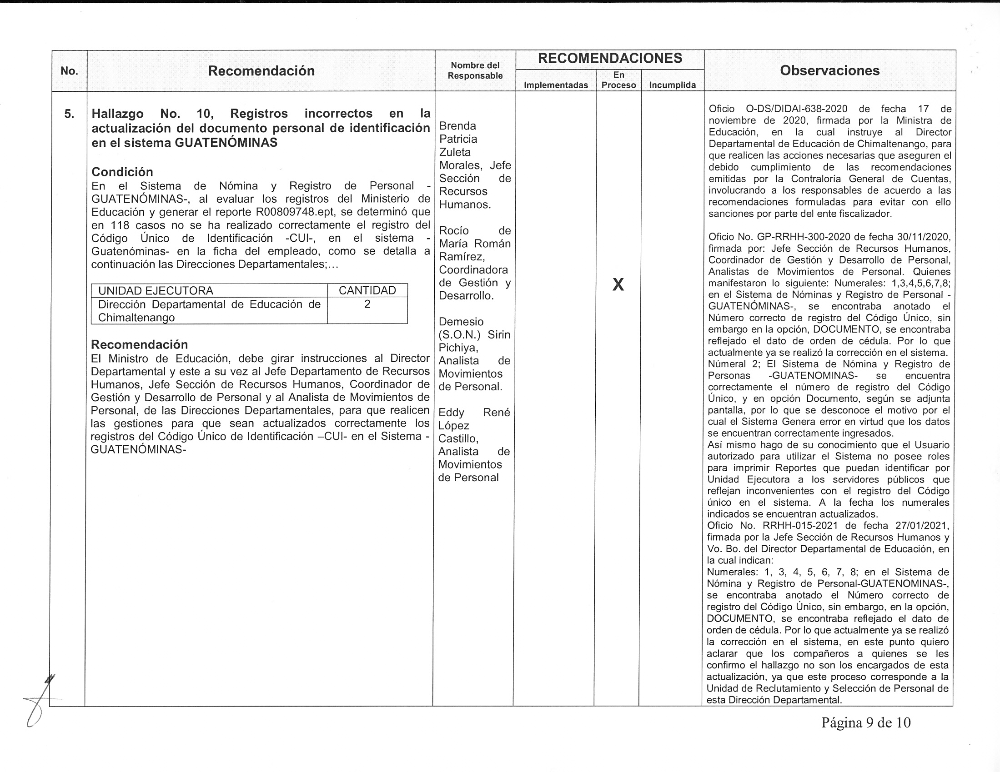 No.
Recomendación
Nombre del
Responsable
RECOMENDACIONES
Implementadas
En
Proceso
Incumplida
Observaciones
5.
Hallazgo No. 10, Registros incorrectos en la
actualización del documento personal de identificación
en el sistema GUATENÓMINAS
Condición
En el Sistema de Nómina y Registro de Personal -
GUATENÓMINAS-, al evaluar los registros del Ministerio de
Educación y generar el reporte R00809748.ept, se determinó que
en 118 casos no se ha realizado correctamente el registro del
Código Único de Identificación -CUI-, en el sistema -
Guatenóminas- en la ficha del empleado, como se detalla a
continuación las Direcciones Departamentales;...
UNIDAD EJECUTORA
CANTIDAD
Dirección Departamental de Educación de
Chimaltenango
2
Recomendación
El Ministro de Educación, debe girar instrucciones al Director
Departamental y este a su vez al Jefe Departamento de Recursos
Humanos, Jefe Sección de Recursos Humanos, Coordinador de
Gestión y Desarrollo de Personal y al Analista de Movimientos de
Personal, de las Direcciones Departamentales, para que realicen
las gestiones para que sean actualizados correctamente los
registros del Código Único de Identificación –CUI- en el Sistema -
GUATENÓMINAS-
Brenda
Patricia
Zuleta
Morales, Jefe
Sección de
Recursos
Humanos.
Rocío de
María Román
Ramírez,
Coordinadora
de Gestión y
Desarrollo.
Demesio
(S.O.N.) Sirin
Pichiya,
Analista de
Movimientos
de Personal.
Eddy René
López
Castillo,
Analista de
Movimientos
de Personal
X
Oficio O-DS/DIDAI-638-2020 de fecha 17 de
noviembre de 2020, firmada por la Ministra de
Educación, en la cual instruye al Director
Departamental de Educación de Chimaltenango, para
que realicen las acciones necesarias que aseguren el
debido cumplimiento de las recomendaciones
emitidas por la Contraloría General de Cuentas,
involucrando a los responsables de acuerdo a las
recomendaciones formuladas para evitar con ello
sanciones por parte del ente fiscalizador.
Oficio No. GP-RRHH-300-2020 de fecha 30/11/2020,
firmada por: Jefe Sección de Recursos Humanos,
Coordinador de Gestión y Desarrollo de Personal,
Analistas de Movimientos de Personal. Quienes
manifestaron lo siguiente: Numerales: 1,3,4,5,6,7,8;
en el Sistema de Nóminas y Registro de Personal -
GUATENÓMINAS-, se encontraba anotado el
Número correcto de registro del Código Único, sin
embargo en la opción, DOCUMENTO, se encontraba
reflejado el dato de orden de cédula. Por lo que
actualmente ya se realizó la corrección en el sistema.
Númeral 2; El Sistema de Nómina y Registro de
Personas -GUATENOMINAS- se encuentra
correctamente el número de registro del Código
Único, y en opción Documento, según se adjunta
pantalla, por lo que se desconoce el motivo por el
cual el Sistema Genera error en virtud que los datos
se encuentran correctamente ingresados.
Así mismo hago de su conocimiento que el Usuario
autorizado para utilizar el Sistema no posee roles
para imprimir Reportes que puedan identificar por
Unidad Ejecutora a los servidores públicos que
reflejan inconvenientes con el registro del Código
único en el sistema. A la fecha los numerales
indicados se encuentran actualizados.
Oficio No. RRHH-015-2021 de fecha 27/01/2021,
firmada por la Jefe Sección de Recursos Humanos y
Vo. Bo. del Director Departamental de Educación, en
la cual indican:
Numerales: 1, 3, 4, 5, 6, 7, 8; en el Sistema de
Nómina y Registro de Personal-GUATENOMINAS-,
se encontraba anotado el Número correcto de
registro del Código Único, sin embargo, en la opción,
DOCUMENTO, se encontraba reflejado el dato de
orden de cédula. Por lo que actualmente ya se realizó
la corrección en el sistema, en este punto quiero
aclarar que los compañeros a quienes se les
confirmo el hallazgo no son los encargados de esta
actualización, ya que este proceso corresponde a la
Unidad de Reclutamiento y Selección de Personal de
esta Dirección Departamental.
Página 9 de 10